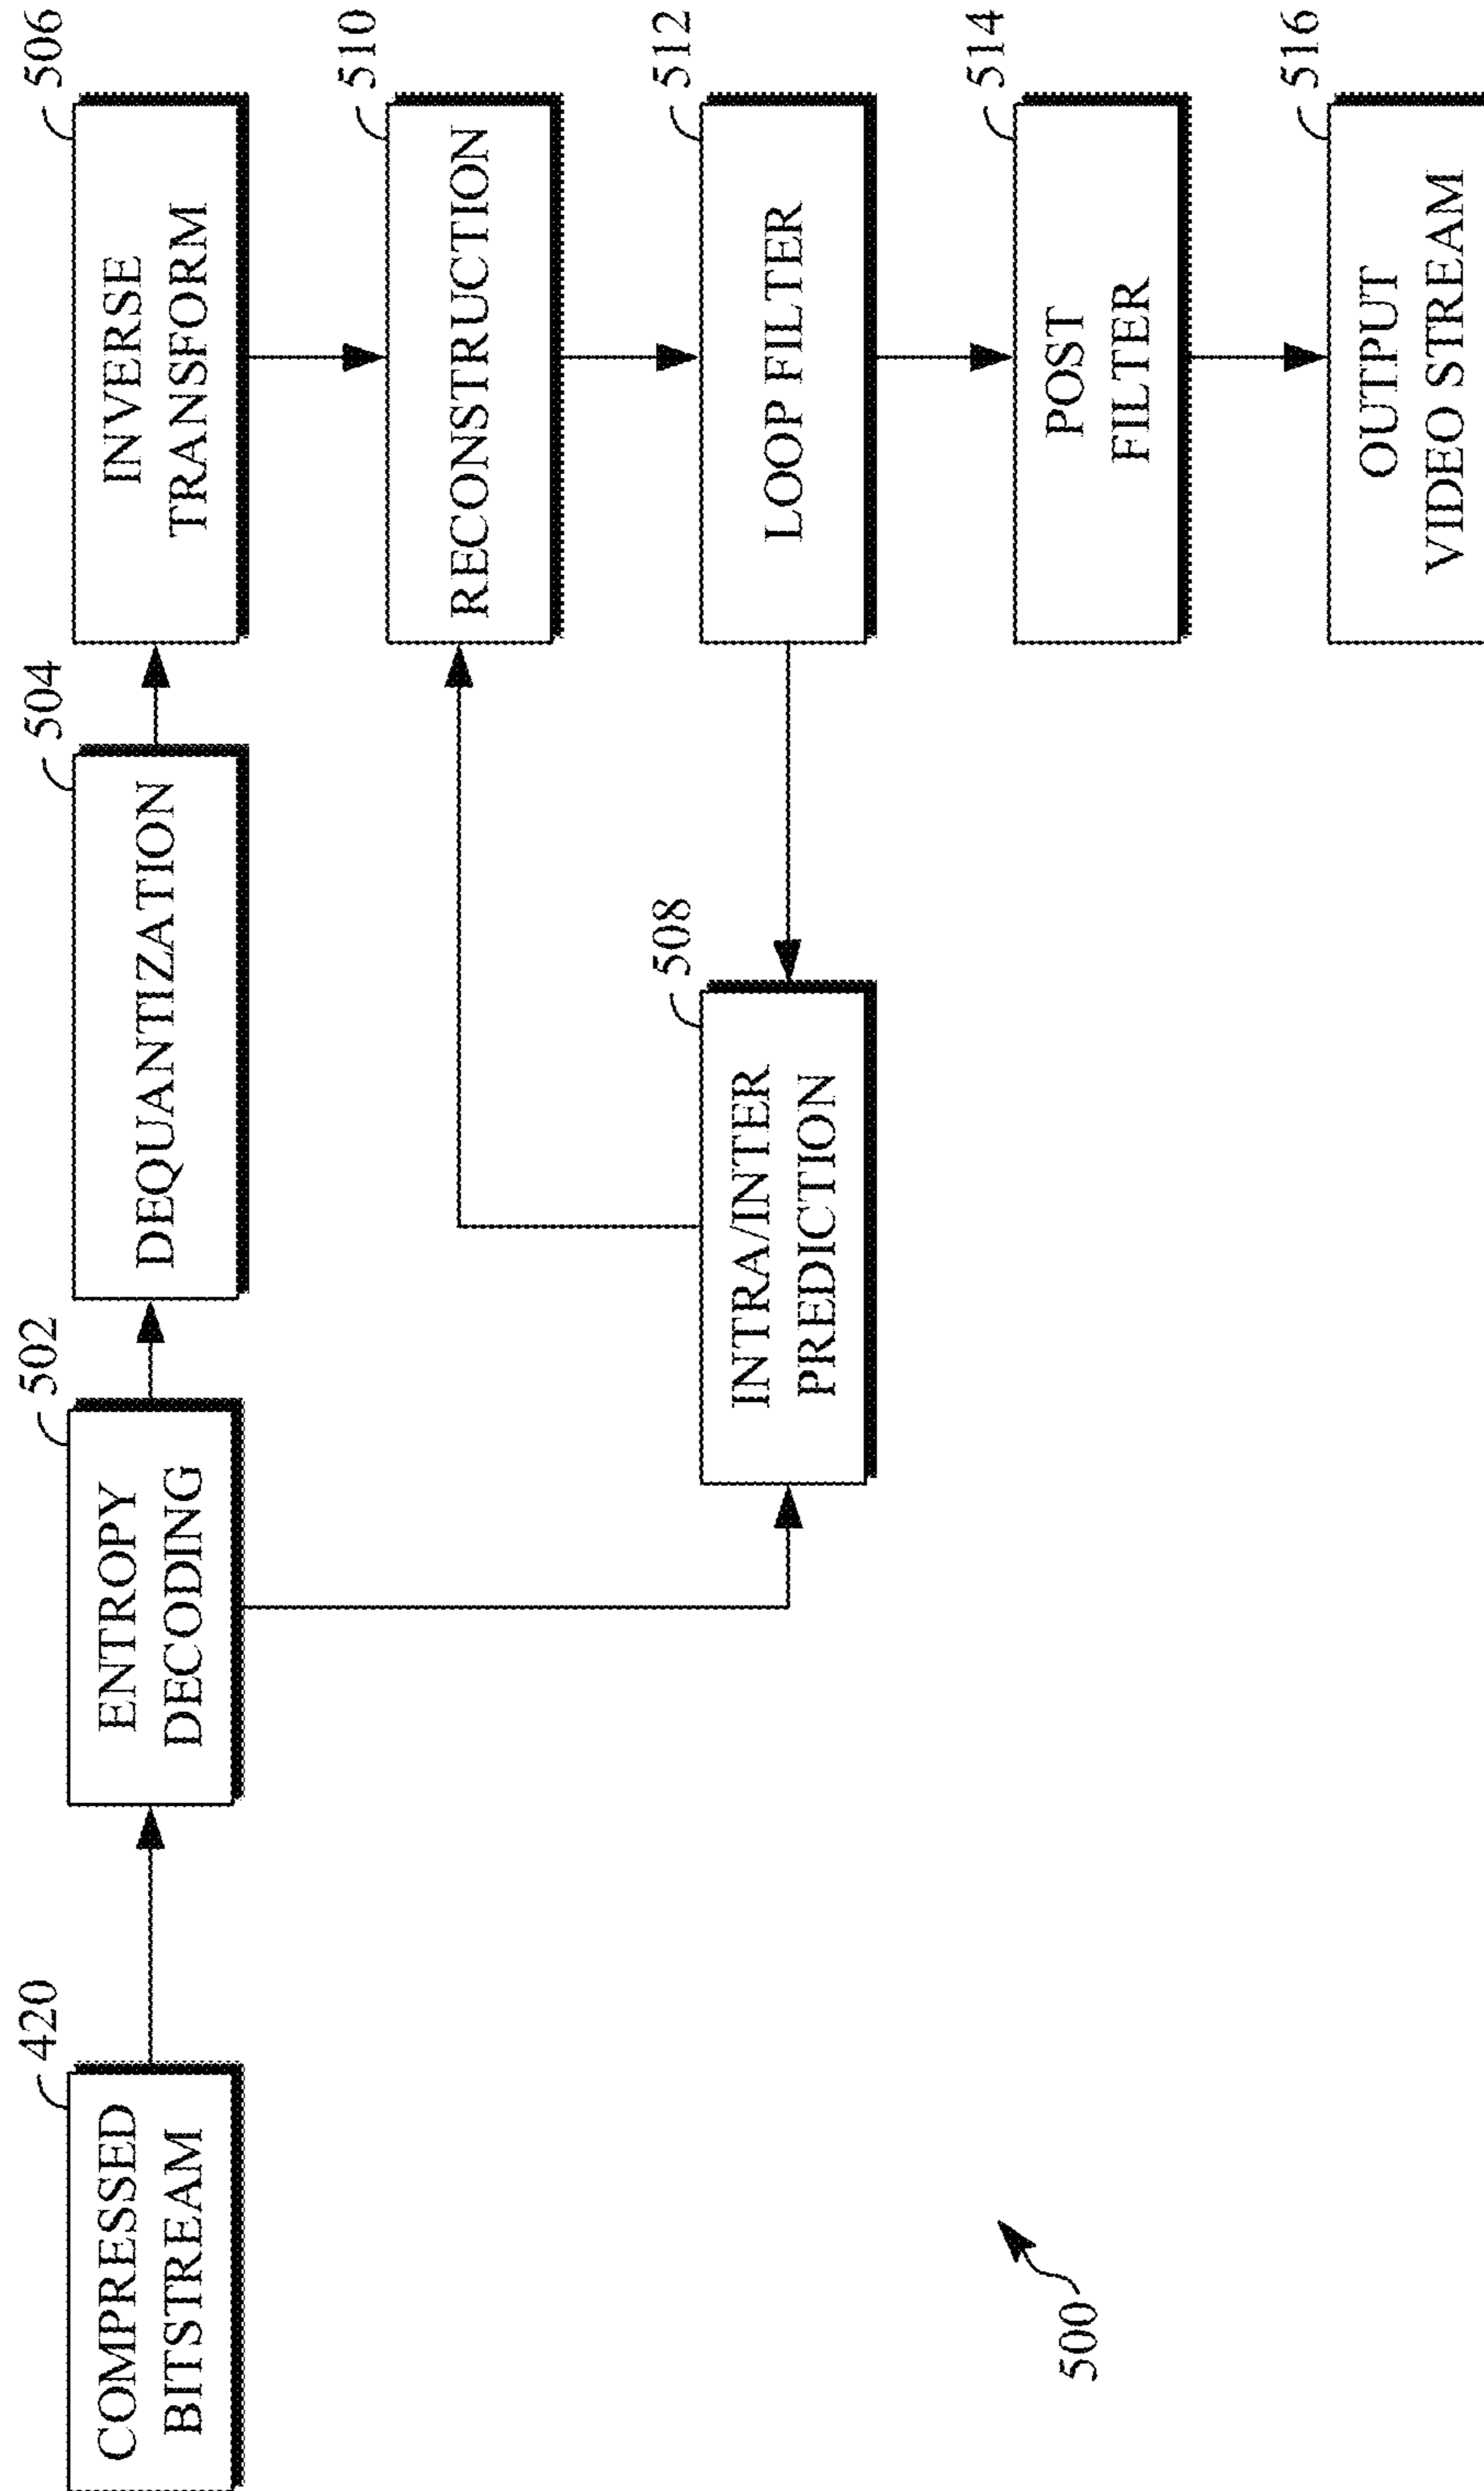 420
COMPRESSED
BITSTREAM
502
ENTROPY
DECODING
504
DEQUANTIZATION
506
INVERSE
TRANSFORM
510
RECONSTRUCTION
508
INTRA/INTER
PREDICTION
512
LOOP FILTER
514
POST
FILTER
516
OUTPUT
VIDEO STREAM
500